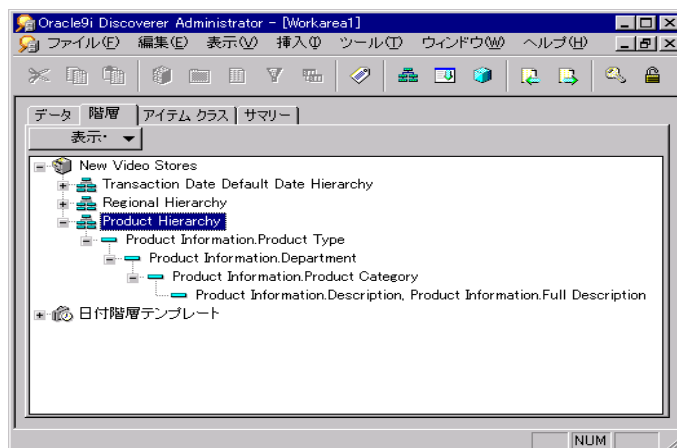 Oracle9i Discoverer Administrator - [Workarea1]
ファイル(F) 編集(E) 表示(V) 挿入(I) ツール(T) ウィンドウ(W) ヘルプ(H)
データ 階層 アイテム クラス サマリー
表示・
New Video Stores
Transaction Date Default Date Hierarchy
Regional Hierarchy
Product Hierarchy
Product Information.Product Type
Product Information.Department
Product Information.Product Category
Product Information.Description, Product Information.Full Description
日付階層テンプレート
NUM